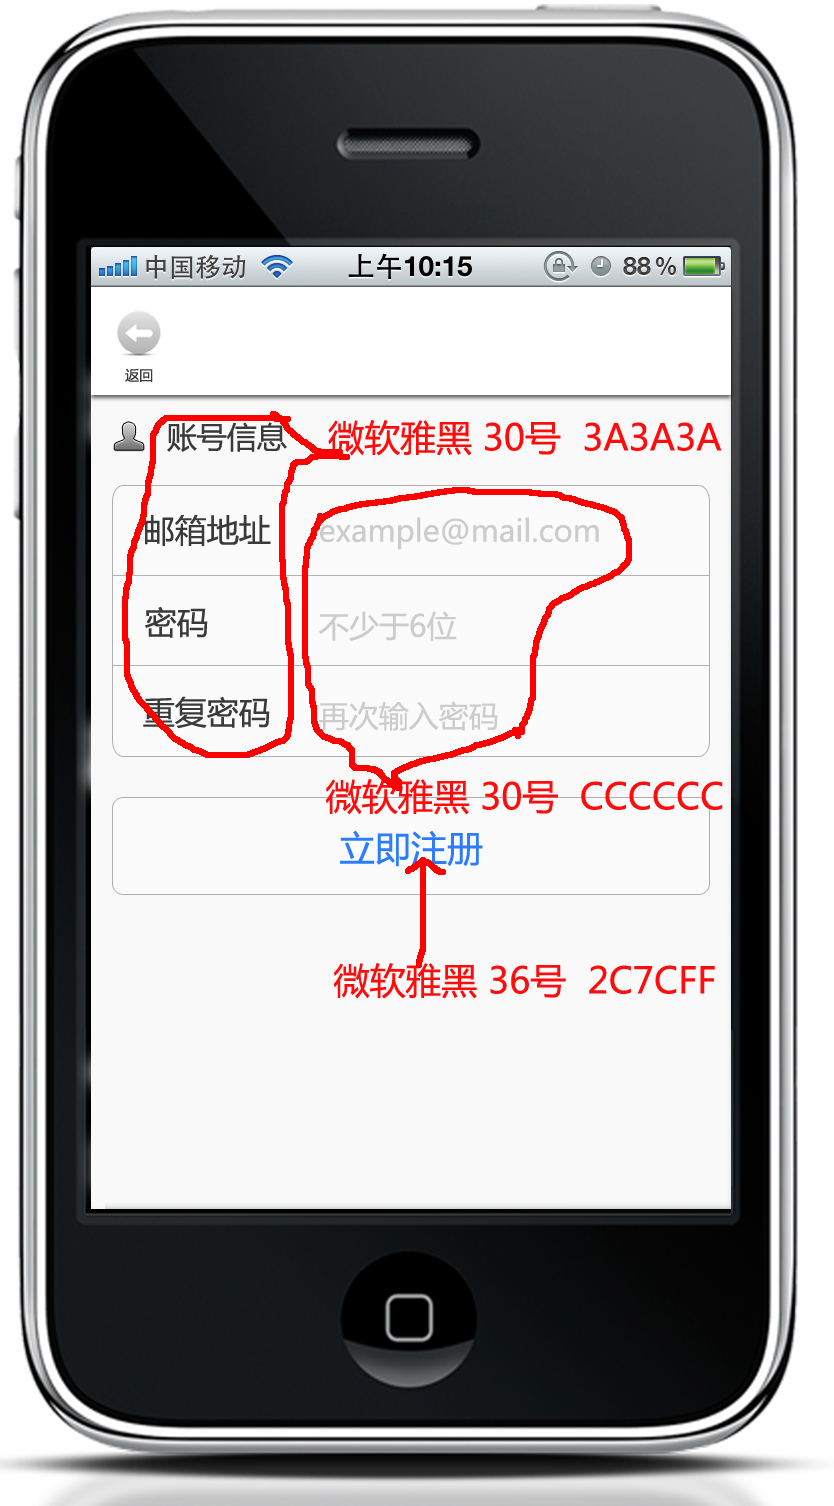 中国移动 上午10:15 88%
返回
账号信息 微软雅黑 30号 3A3A3A
邮箱地址 example@mail.com
密码 不少于6位
重复密码 再次输入密码
微软雅黑 30号 CCCCCC
立即注册
微软雅黑 36号 2C7CFF